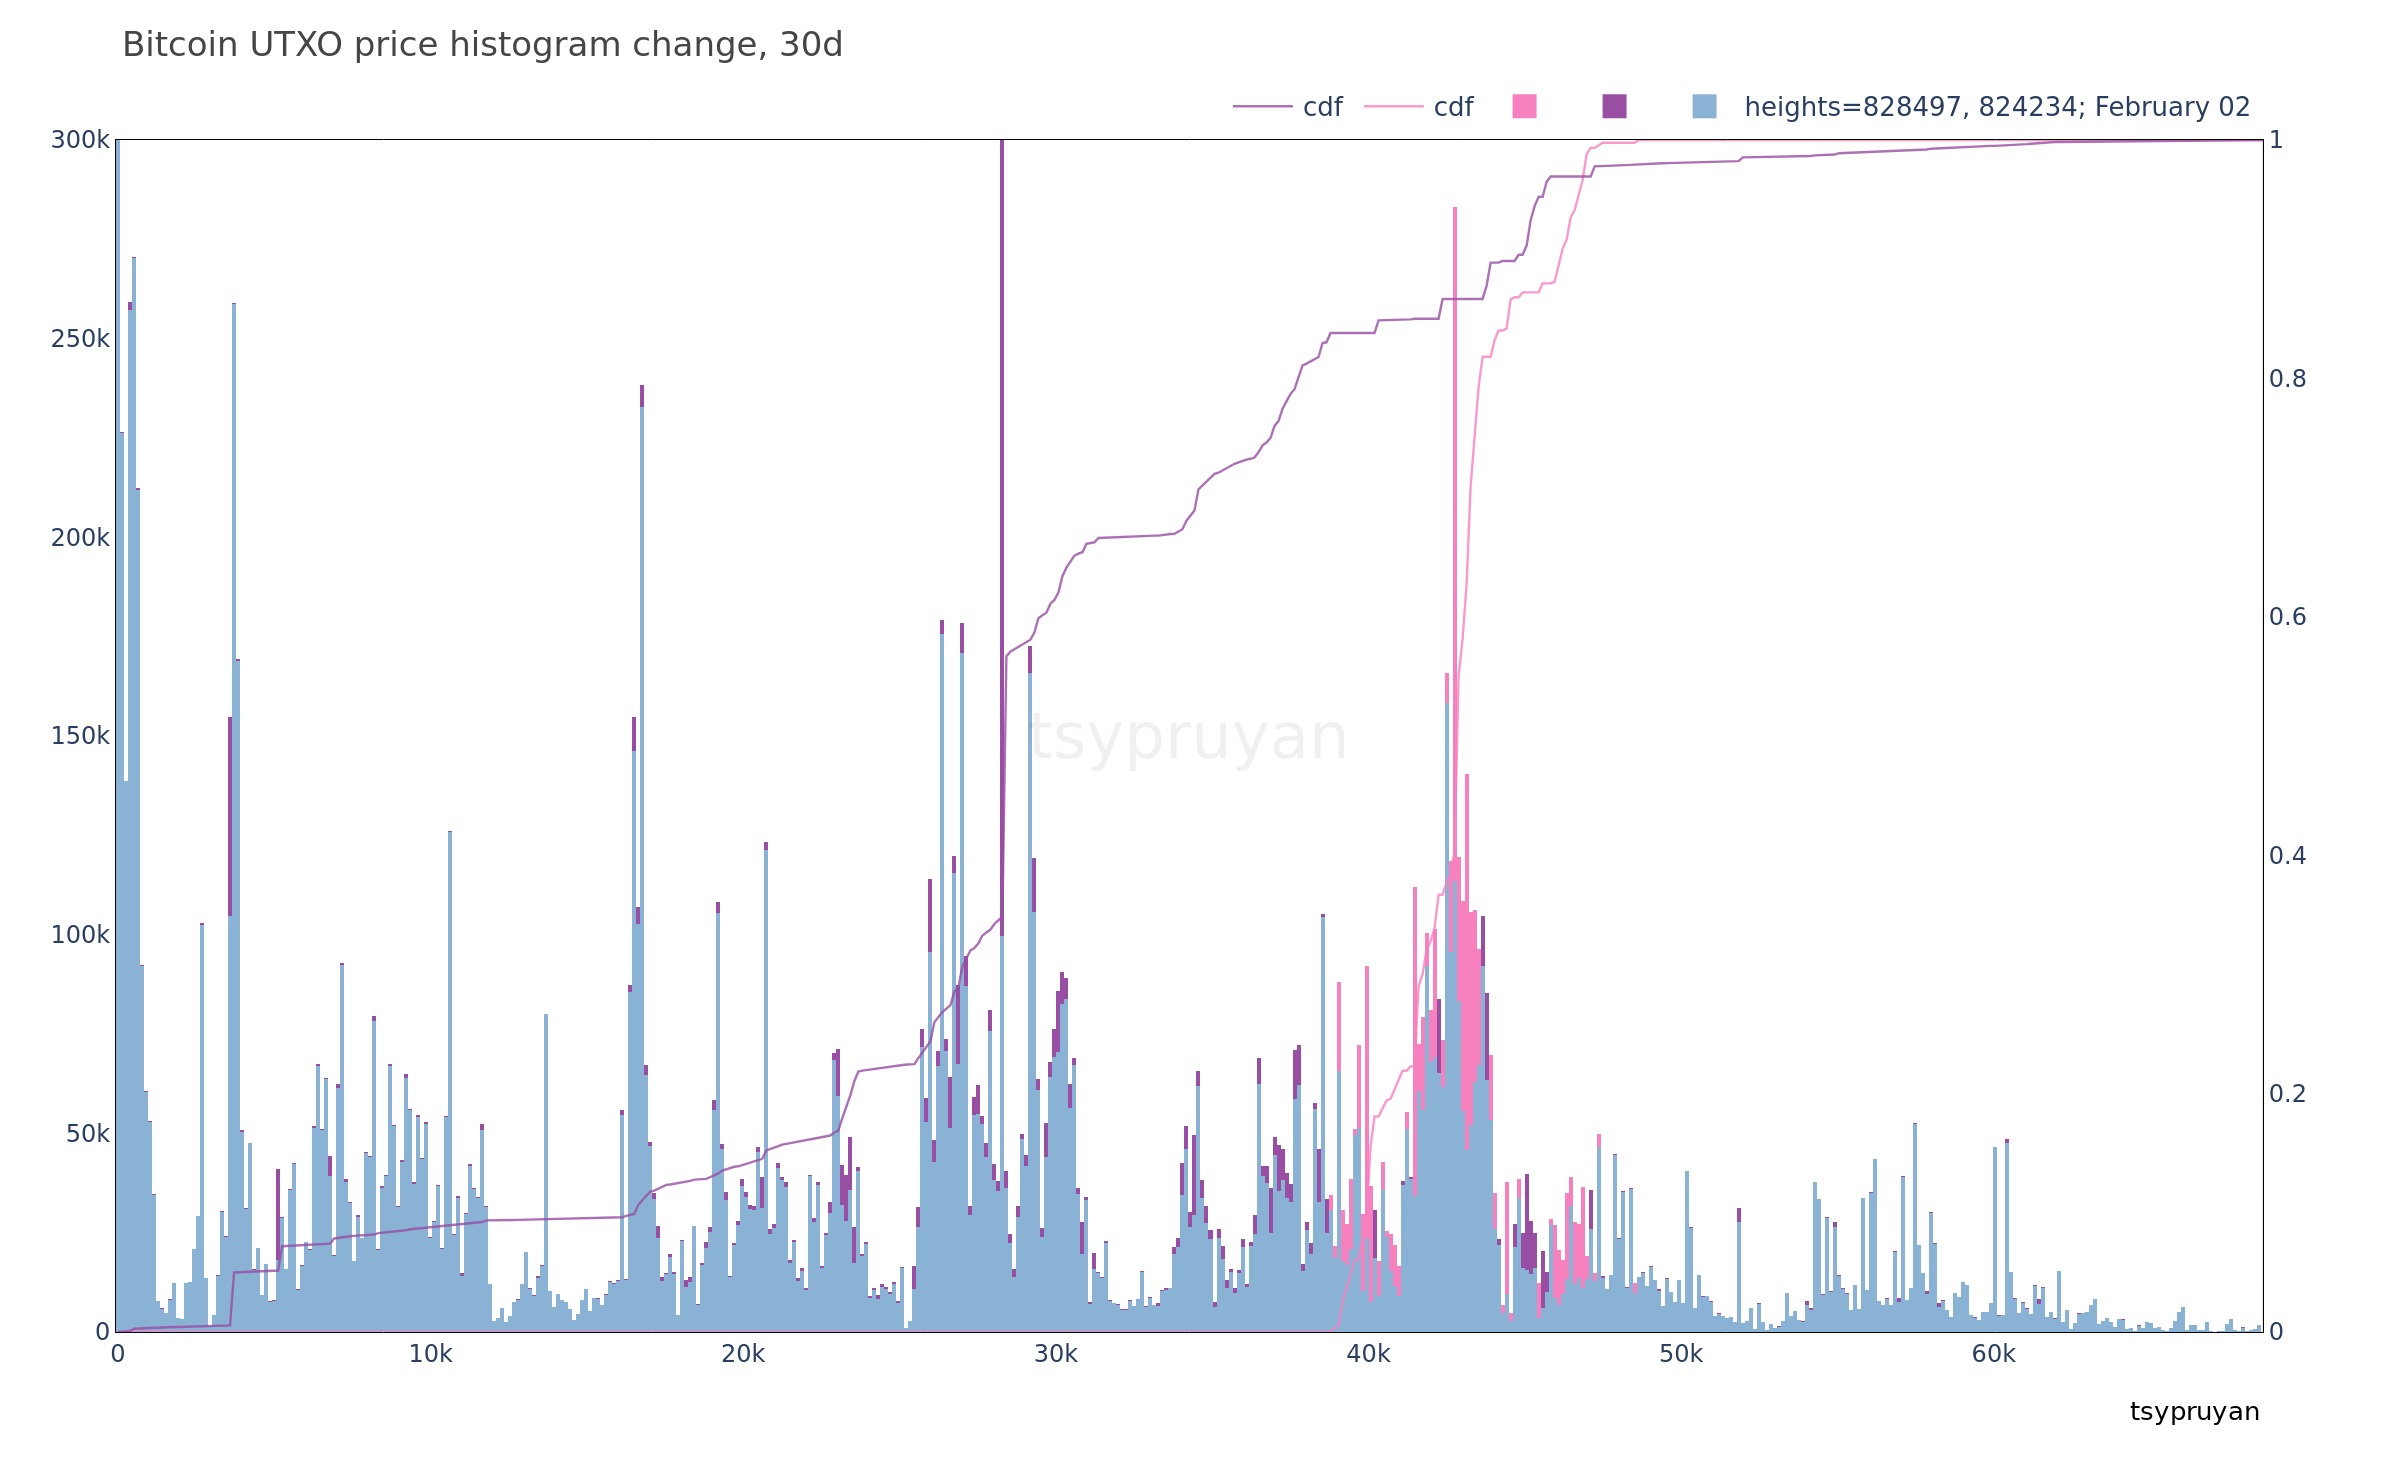 Bitcoin UTXO price histogram change, 30d
cdf cdf heights=828497, 824234; February 02
300k
250k
200k
150k
100k
50k
0
1
0.8
0.6
0.4
0.2
0
tsypruyan
0 10k 20k 30k 40k 50k 60k
tsypruyan